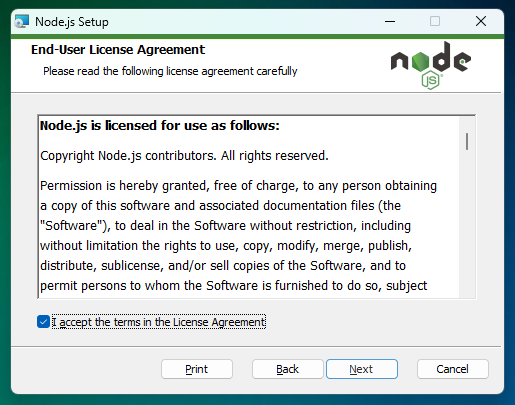 Node.js Setup
End-User License Agreement
Please read the following license agreement carefully
node
JS
Node.js is licensed for use as follows:
Copyright Node.js contributors. All rights reserved.
Permission is hereby granted, free of charge, to any person obtaining
a copy of this software and associated documentation files (the
"Software"), to deal in the Software without restriction, including
without limitation the rights to use, copy, modify, merge, publish,
distribute, sublicense, and/or sell copies of the Software, and to
permit persons to whom the Software is furnished to do so, subject
I accept the terms in the License Agreement
Print
Back
Next
Cancel